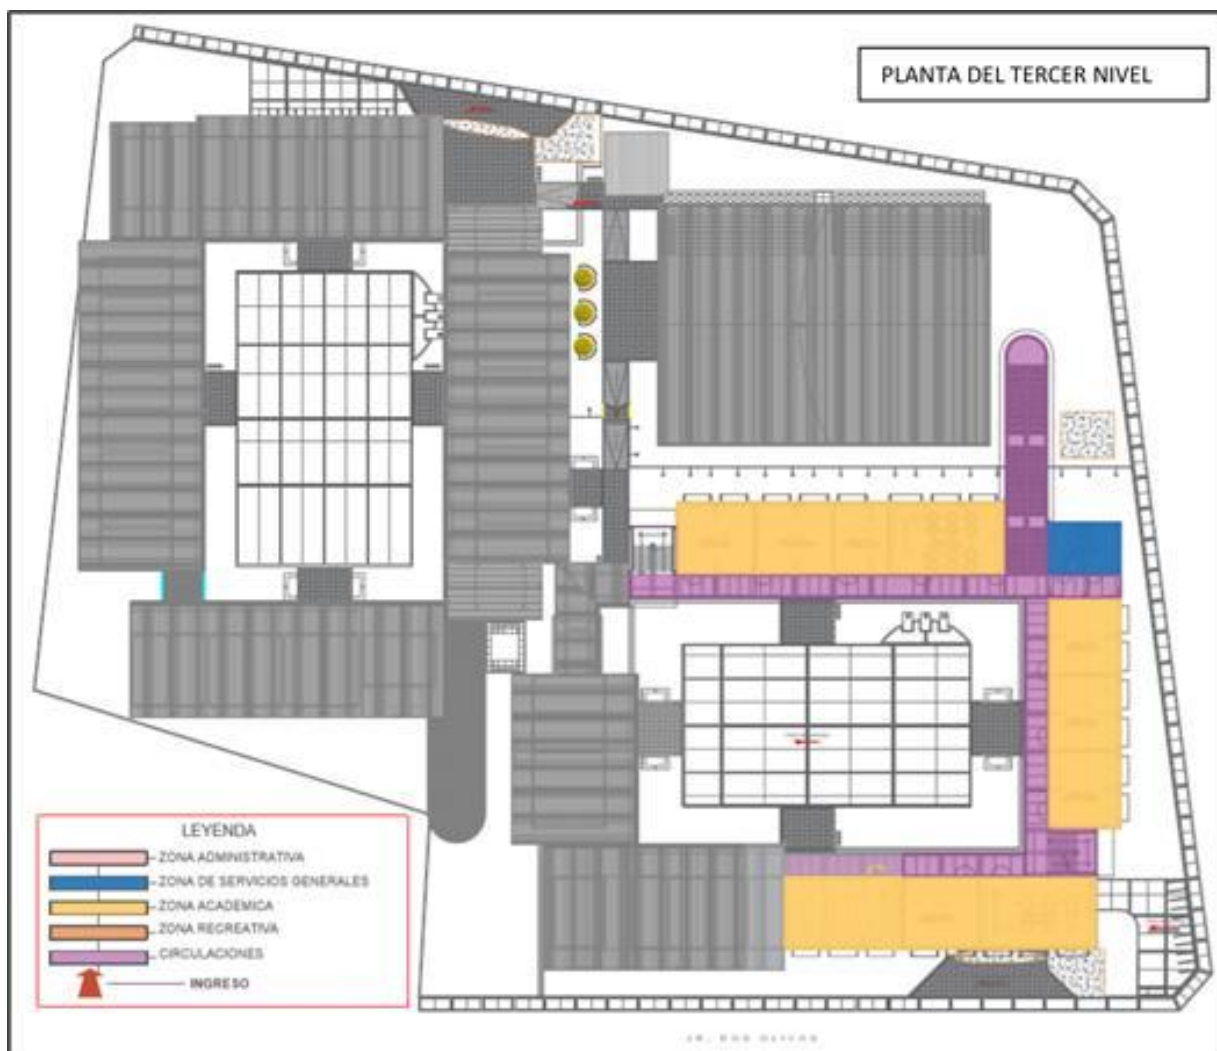 PLANTA DEL TERCER NIVEL
LEYENDA
ZONA ADMINISTRATIVA
ZONA DE SERVICIOS GENERALES
ZONA ACADEMICA
ZONA RECREATIVA
CIRCULACIONES
INGRESO